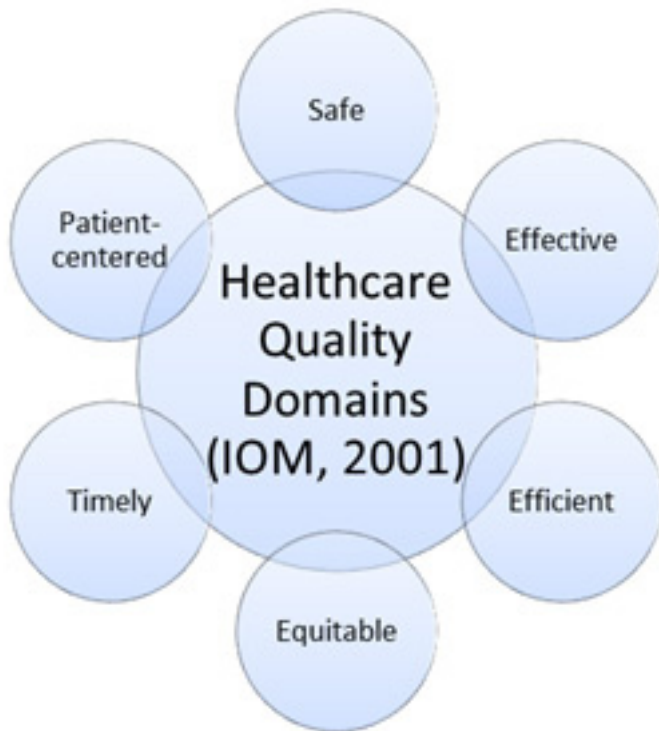 Safe
Effective
Efficient
Equitable
Timely
Patient-
centered
Healthcare
Quality
Domains
(IOM, 2001)